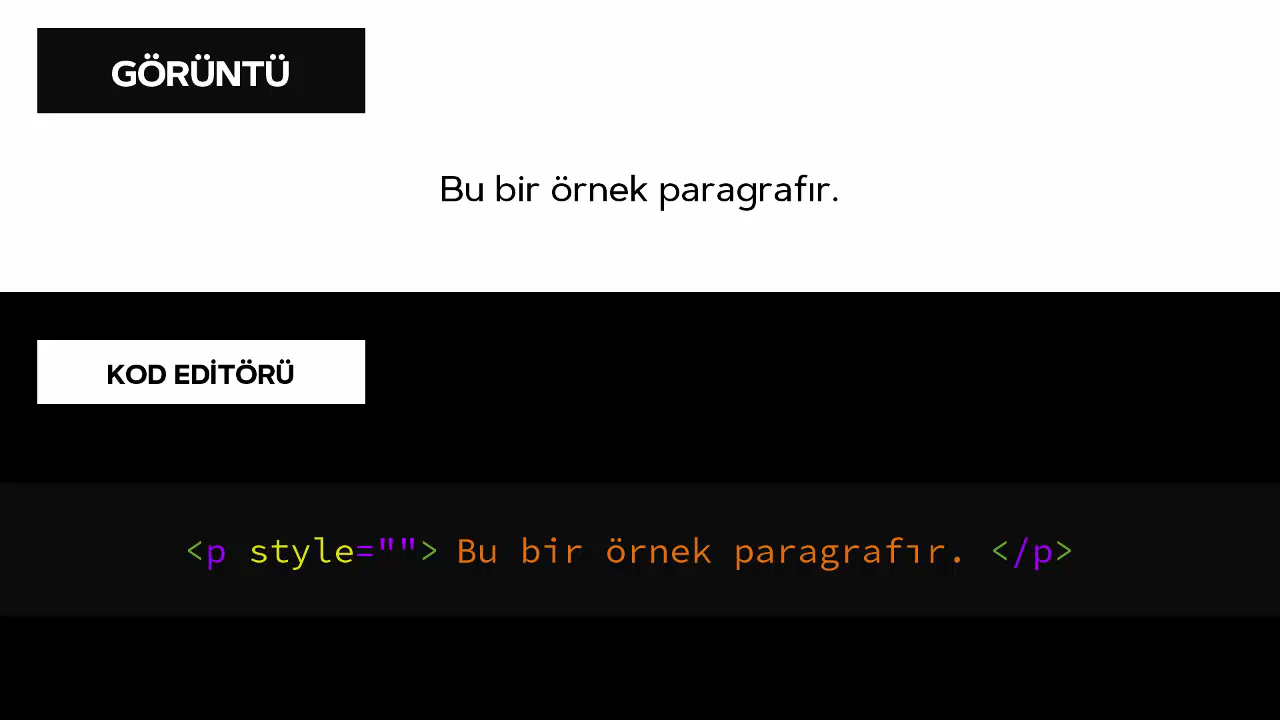 GÖRÜNTÜ
Bu bir örnek paragrafır.
KOD EDİTÖRÜ
<p style=""> Bu bir örnek paragrafır. </p>